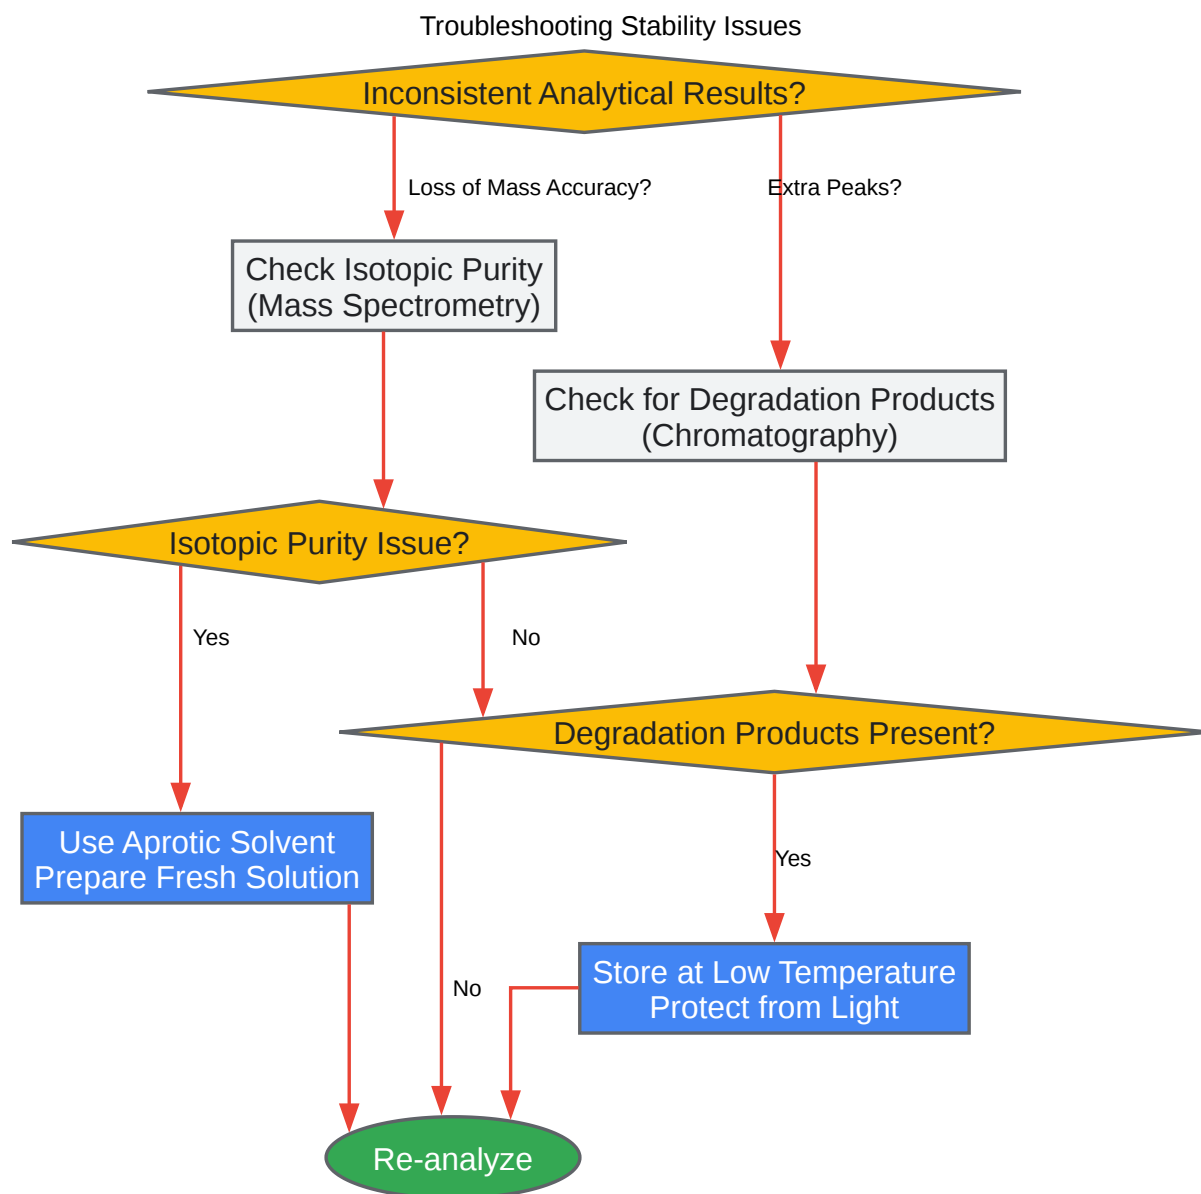 Troubleshooting Stability Issues
Inconsistent Analytical Results?
Loss of Mass Accuracy?
Extra Peaks?
Check Isotopic Purity
(Mass Spectrometry)
Check for Degradation Products
(Chromatography)
Isotopic Purity Issue?
Yes
No
Degradation Products Present?
Use Aprotic Solvent
Prepare Fresh Solution
Yes
Store at Low Temperature
Protect from Light
No
Re-analyze